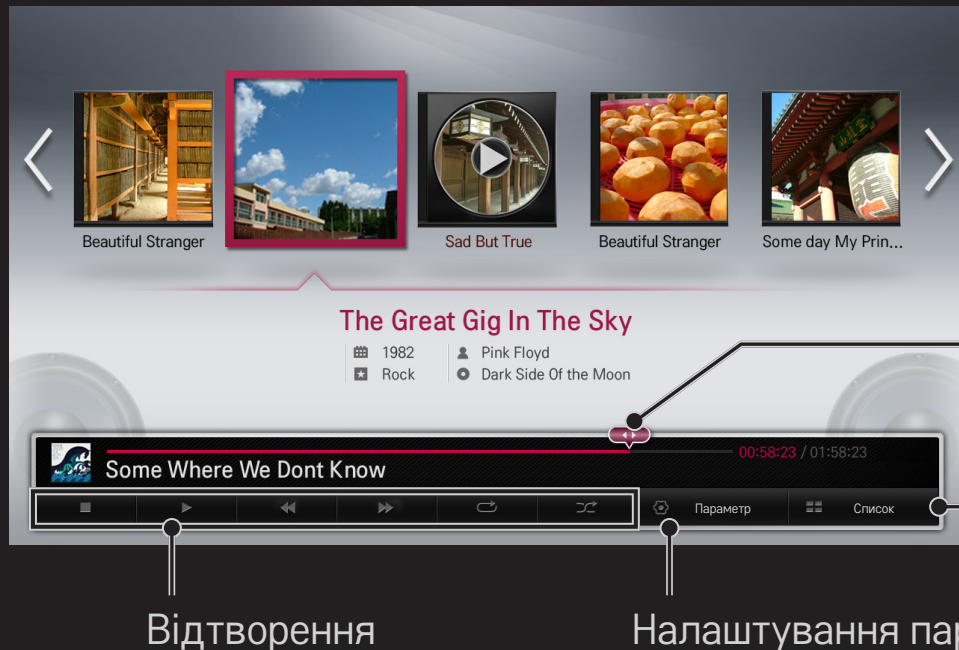 Beautiful Stranger
Sad But True
Beautiful Stranger
Some day My Prin...
The Great Gig In The Sky
1982
Pink Floyd
Rock
Dark Side Of the Moon
00:58:23 / 01:58:23
Some Where We Dont Know
Параметр
Список
Відтворення
Налаштування пар